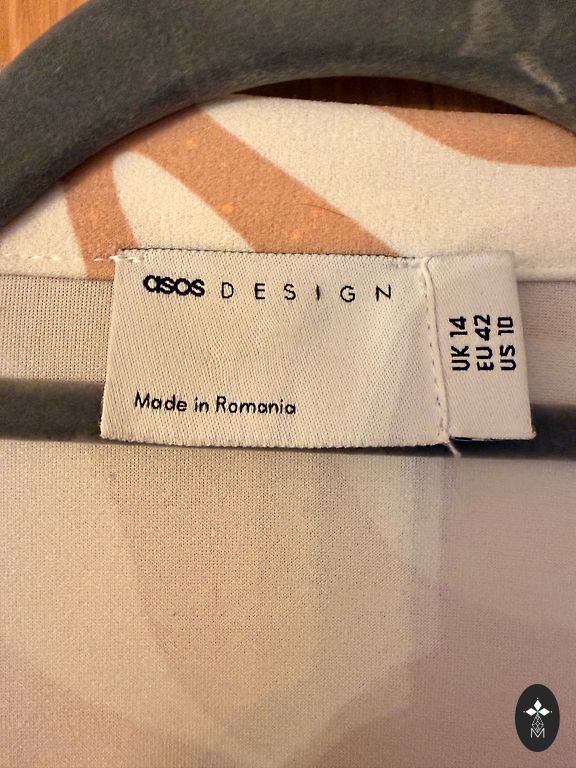 asos DESIGN
Made in Romania
UK 14
EU 42
US 10
M